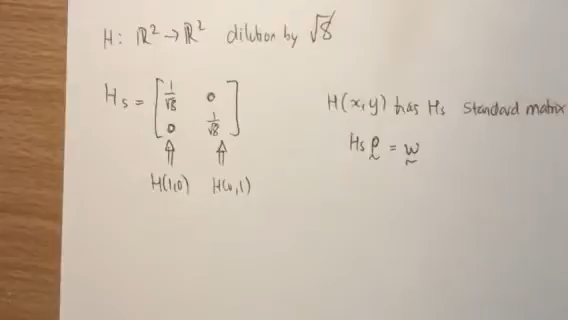 H: ℝ² → ℝ² dilution by √8
Hs = [ 1/√8 0 ; 0 1/√8 ]
H(1,0) H(0,1)
H(x,y) has Hs standard matrix
Hs p = w